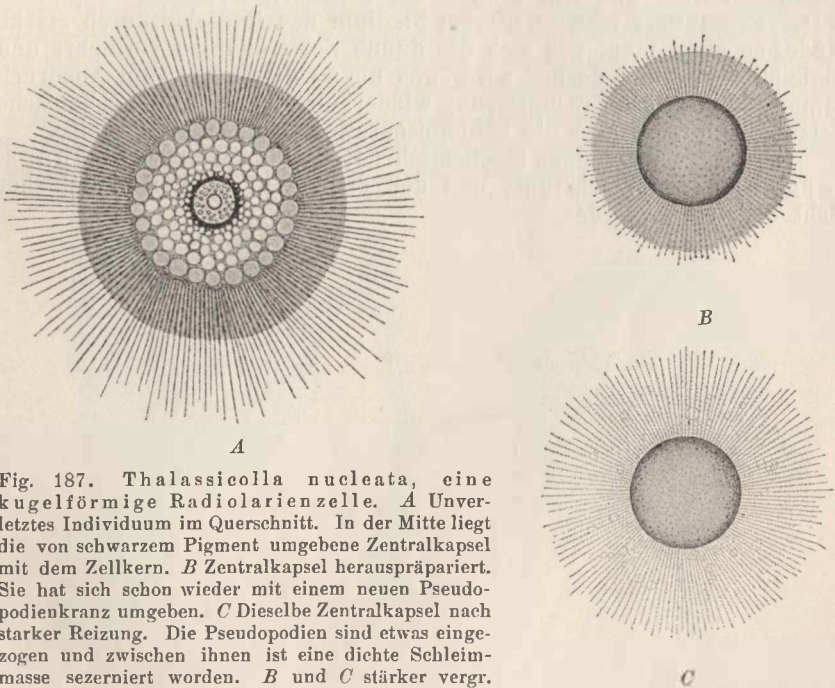 A
B
Fig. 187. Thalassicolla nucleata, eine
kugelförmige Radiolarienzelle. A Unver-
letztes Individuum im Querschnitt. In der Mitte liegt
die von schwarzem Pigment umgebene Zentralkapsel
mit dem Zellkern. B Zentralkapsel herauspräpariert.
Sie hat sich schon wieder mit einem neuen Pseudo-
podienkranz umgeben. C Dieselbe Zentralkapsel nach
starker Reizung. Die Pseudopodien sind etwas einge-
zogen und zwischen ihnen ist eine dichte Schleim-
masse sezerniert worden. B und C stärker vergr.
C